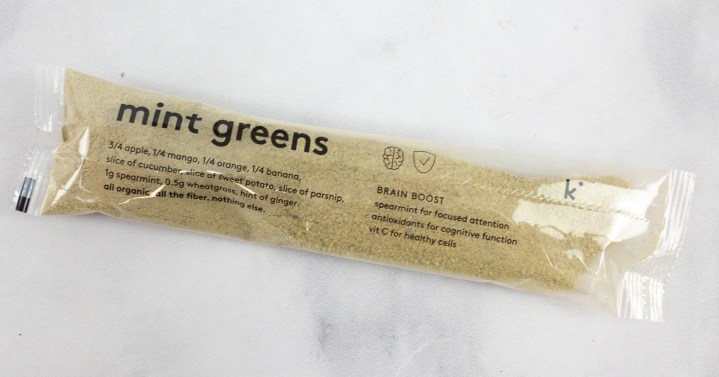 mint greens
3/4 apple, 1/4 mango, 1/4 orange, 1/4 banana,
slice of cucumber, slice of sweet potato, slice of parsnip,
1g spearmint, 0.5g wheatgrass, hint of ginger.
all organic. all the fiber. nothing else.
BRAIN BOOST
spearmint for focused attention
antioxidants for cognitive function
vit C for healthy cells
k